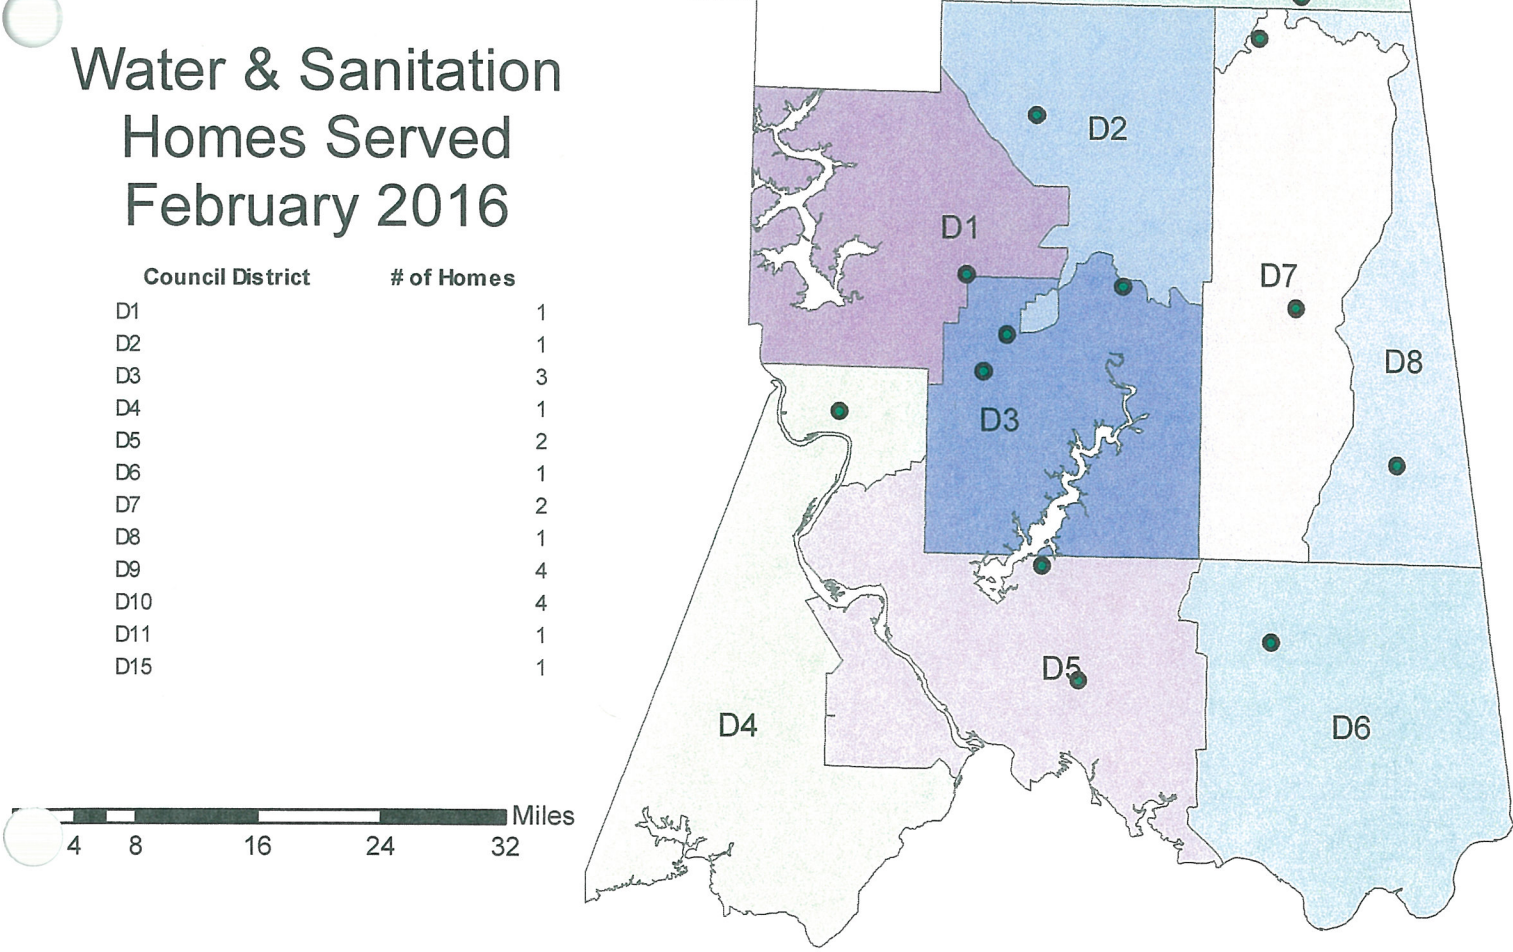 Water & Sanitation
Homes Served
February 2016
Council District # of Homes
D1 1
D2 1
D3 3
D4 1
D5 2
D6 1
D7 2
D8 1
D9 4
D10 4
D11 1
D15 1
Miles
4 8 16 24 32
D2
D1
D7
D8
D3
D5
D4
D6